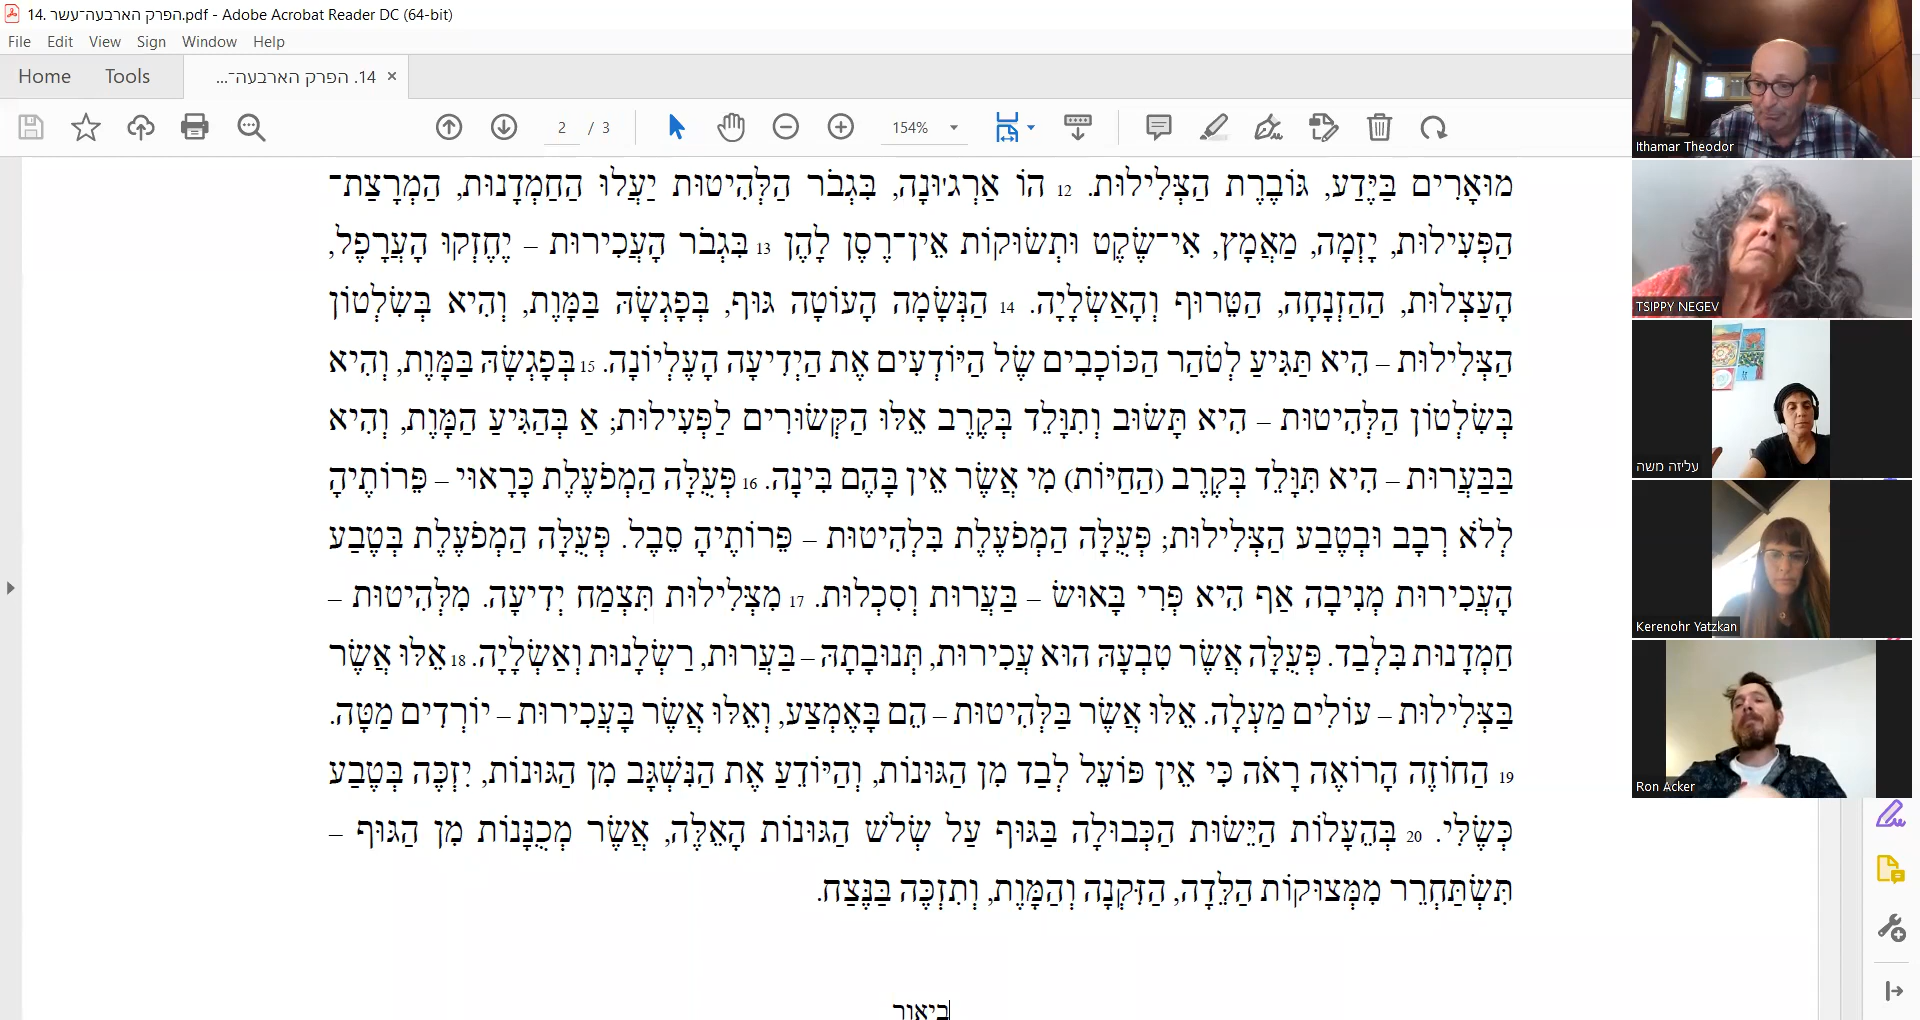 14. הפרק הארבעה־עשר.pdf - Adobe Acrobat Reader DC (64-bit)
File Edit View Sign Window Help
Home Tools 14. הפרק הארבעה־... ×
2 / 3 154%
מוּאָרִים בַּיֶּדַע, גּוֹבֶרֶת הַצְּלִילוּת. 12 הוֹ אַרְג'וּנָה, בִּגְבֹר הַלְּהִיטוּת יַעֲלוּ הַחַמְדָנוּת, הַמְרָצַת־
הַפְּעִילוּת, יָזְמָה, מַאֲמָץ, אִי־שֶׁקֶט וּתְשׁוּקוֹת אֵין־רֶסֶן לָהֶן 13 בִּגְבֹר הָעֲכִירוּת – יֶחֶזְקוּ הָעֲרָפֶל,
הָעַצְלוּת, הַהַזְנָחָה, הַטֵּרוּף וְהָאַשְׁלָיָה. 14 הַנְּשָׁמָה הָעוֹטָה גּוּף, בְּפָגְשָׁהּ בַּמָּוֶת, וְהִיא בְּשִׁלְטוֹן
הַצְּלִילוּת – הִיא תַּגִּיעַ לְטֹהַר הַכּוֹכָבִים שֶׁל הַיּוֹדְעִים אֶת הַיְדִיעָה הָעֶלְיוֹנָה. 15 בְּפָגְשָׁהּ בַּמָּוֶת, וְהִיא
בְּשִׁלְטוֹן הַלְּהִיטוּת – הִיא תָּשׁוּב וְתִוָּלֵד בְּקֶרֶב אֵלּוּ הַקְּשׁוּרִים לַפְּעִילוּת; אַ בְּהַגִּיעַ הַמָּוֶת, וְהִיא
בַּבַּעֲרוּת – הִיא תִּוָּלֵד בְּקֶרֶב (הַחַיּוֹת) מִי אֲשֶׁר אֵין בָּהֶם בִּינָה. 16 פְּעֻלָּה הַמְפֹעֶלֶת כָּרָאוּי – פֵּרוֹתֶיהָ
לְלֹא רְבָב וּבְטֶבַע הַצְּלִילוּת; פְּעֻלָּה הַמְפֹעֶלֶת בִּלְהִיטוּת – פֵּרוֹתֶיהָ סֵבֶל. פְּעֻלָּה הַמְפֹעֶלֶת בְּטֶבַע
הָעֲכִירוּת מְנִיבָה אַף הִיא פְּרִי בָּאוּשׁ – בַּעֲרוּת וְסִכְלוּת. 17 מִצְּלִילוּת תִּצְמַח יְדִיעָה. מִלְּהִיטוּת –
חַמְדָנוּת בִּלְבַד. פְּעֻלָּה אֲשֶׁר טִבְעָהּ הוּא עֲכִירוּת, תְּנוּבָתָהּ – בַּעֲרוּת, רַשְׁלָנוּת וְאַשְׁלָיָה. 18 אֵלּוּ אֲשֶׁר
בַּצְּלִילוּת – עוֹלִים מַעְלָה. אֵלּוּ אֲשֶׁר בַּלְּהִיטוּת – הֵם בָּאֶמְצַע, וְאֵלּוּ אֲשֶׁר בָּעֲכִירוּת – יוֹרְדִים מַטָּה.
19 הַחוֹזֶה הָרוֹאֶה רָאֹה כִּי אֵין פּוֹעֵל לְבַד מִן הַגּוּנוֹת, וְהַיּוֹדֵעַ אֶת הַנִּשְׂגָּב מִן הַגּוּנוֹת, יִזְכֶּה בְּטֶבַע
כְּשֶׁלִּי. 20 בְּהֵעָלוֹת הַיֵּשׁוּת הַכְּבוּלָה בַּגּוּף עַל שְׁלֹשׁ הַגּוּנוֹת הָאֵלֶּה, אֲשֶׁר מְכֻנָּנוֹת מִן הַגּוּף –
תִּשְׁתַּחְרֵר מִמְּצוּקוֹת הַלֵּדָה, הַזִּקְנָה וְהַמָּוֶת, וְתִזְכֶּה בַּנֶּצַח.
ביאור
Ithamar Theodor
TSIPPY NEGEV
עליזה משה
Kerenohr Yatzkan
Ron Acker